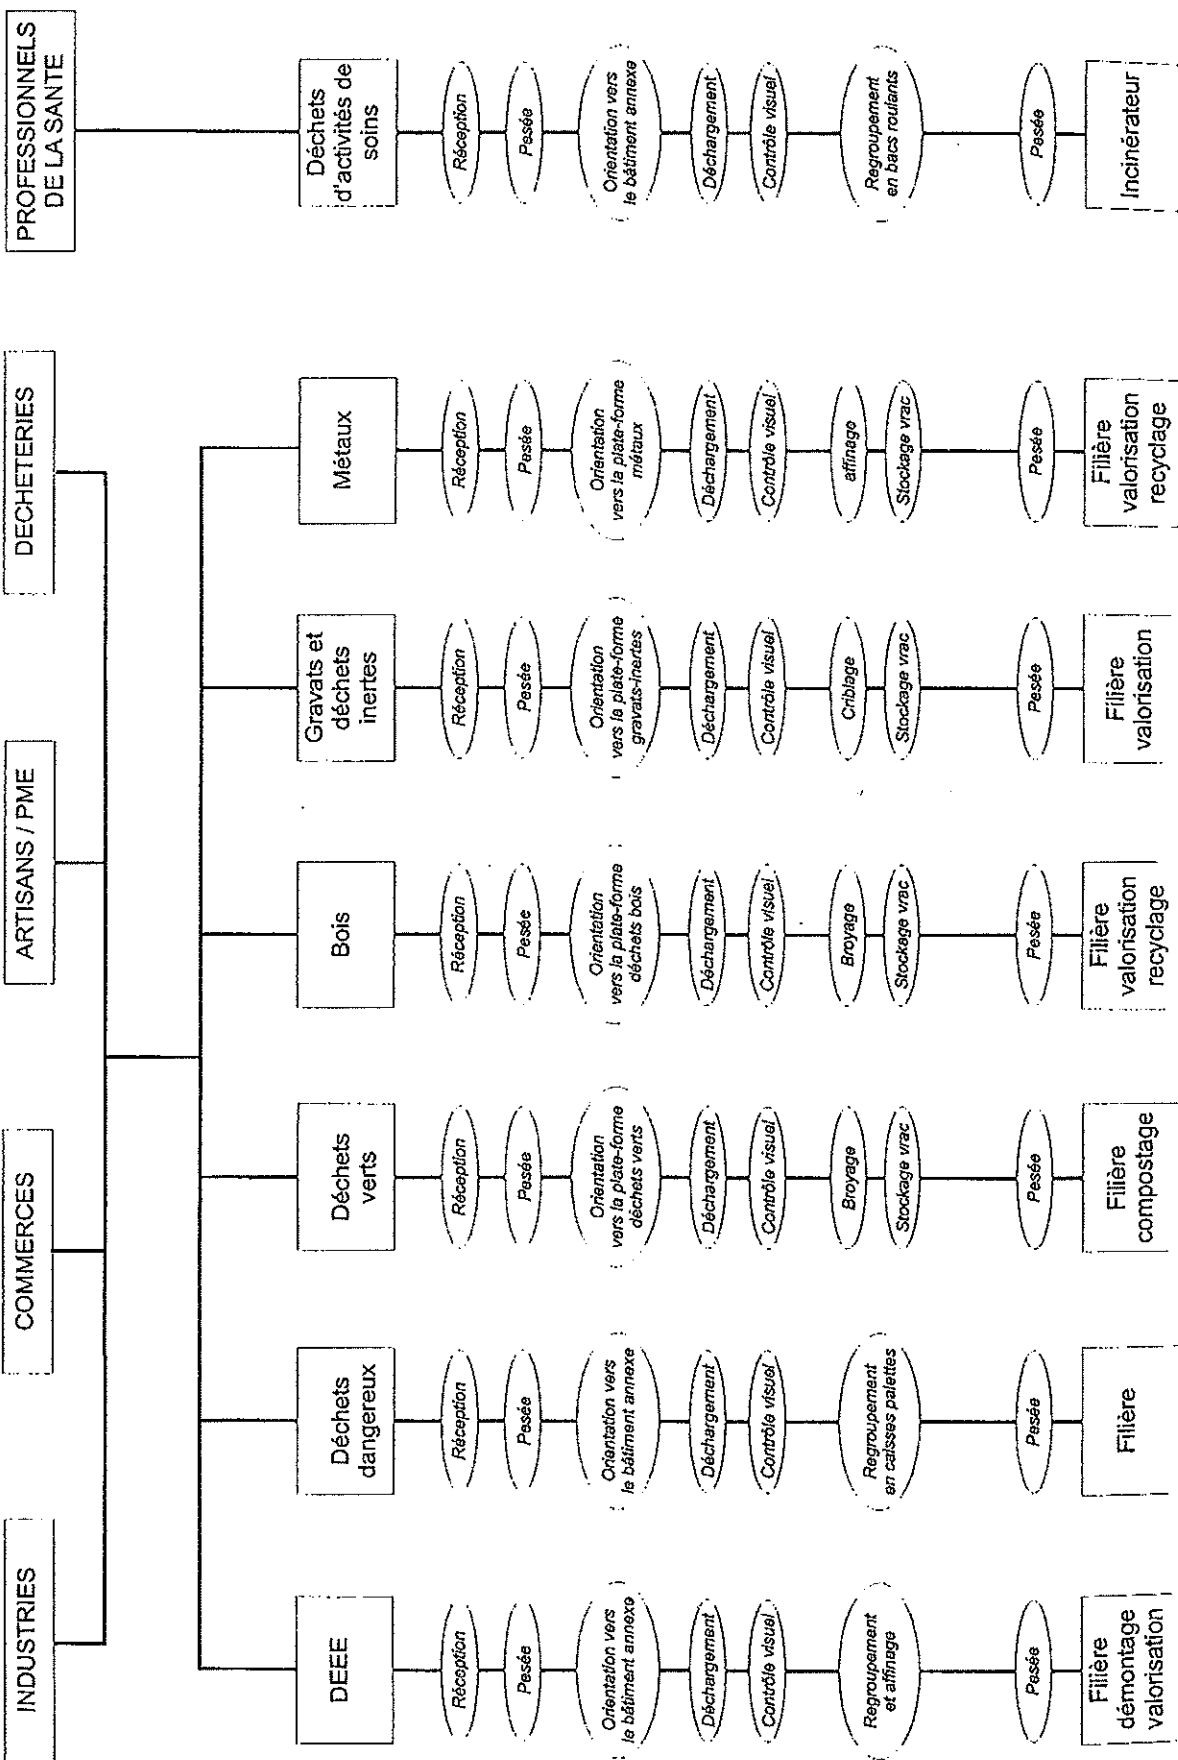 INDUSTRIES
COMMERCES
ARTISANS / PME
DECHETERIES
PROFESSIONNELS
DE LA SANTE
DEEE
Réception
Pesée
Orientation vers
le bâtiment annexe
Déchargement
Contrôle visuel
Regroupement
et affinage
Pesée
Filière
démontage
valorisation
Déchets
dangereux
Réception
Pesée
Orientation vers
le bâtiment annexe
Déchargement
Contrôle visuel
Regroupement
en caisses palettes
Pesée
Filière
Déchets
verts
Réception
Pesée
Orientation
vers la plate-forme
déchets verts
Déchargement
Contrôle visuel
Broyage
Stockage vrac
Pesée
Filière
compostage
Bois
Réception
Pesée
Orientation
vers la plate-forme
déchets bois
Déchargement
Contrôle visuel
Broyage
Stockage vrac
Pesée
Filière
valorisation
recyclage
Gravats et
déchets
inertes
Réception
Pesée
Orientation
vers la plate-forme
gravats-inertes
Déchargement
Contrôle visuel
Criblage
Stockage vrac
Pesée
Filière
valorisation
Métaux
Réception
Pesée
Orientation
vers la plate-forme
métaux
Déchargement
Contrôle visuel
affinage
Stockage vrac
Pesée
Filière
valorisation
recyclage
Déchets
d'activités de
soins
Réception
Pesée
Orientation vers
le bâtiment annexe
Déchargement
Contrôle visuel
Regroupement
en bacs roulants
Pesée
Incinérateur